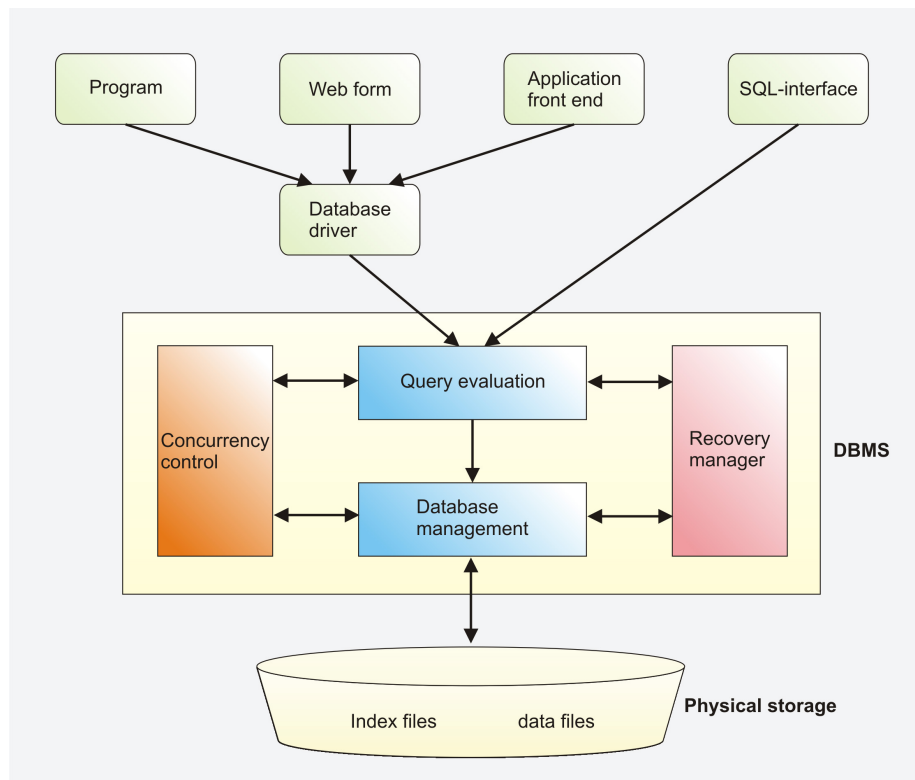 Program
Web form
Application
front end
SQL-interface
Database
driver
Query evaluation
Concurrency
control
Recovery
manager
DBMS
Database
management
Physical storage
Index files
data files